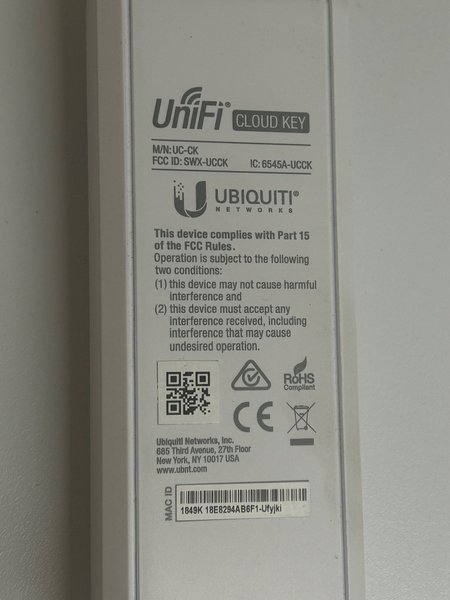 UniFi® CLOUD KEY
M/N: UC-CK
FCC ID: SWX-UCCK IC: 6545A-UCCK
UBIQUITI®
NETWORKS
This device complies with Part 15
of the FCC Rules.
Operation is subject to the following
two conditions:
(1) this device may not cause harmful
interference and
(2) this device must accept any
interference received, including
interference that may cause
undesired operation.
RoHS
Compliant
CE
Ubiquiti Networks, Inc.
685 Third Avenue, 27th Floor
New York, NY 10017 USA
www.ubnt.com
MAC ID
1849K 18E8294AB6F1-Ufyjki